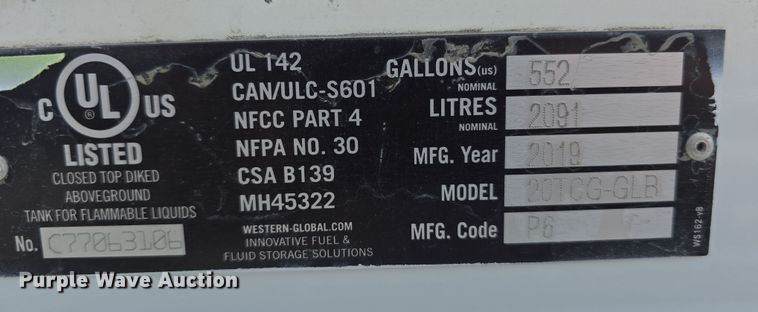 C UL US
®
LISTED
CLOSED TOP DIKED
ABOVEGROUND
TANK FOR FLAMMABLE LIQUIDS
No. C77063106
UL 142
CAN/ULC-S601
NFCC PART 4
NFPA NO. 30
CSA B139
MH45322
WESTERN-GLOBAL.COM
INNOVATIVE FUEL &
FLUID STORAGE SOLUTIONS
GALLONS (US) 552
NOMINAL
LITRES 2091
NOMINAL
MFG. Year 2019
MODEL 20TCG-GLB
MFG. Code P6
WS162-v8
Purple Wave Auction